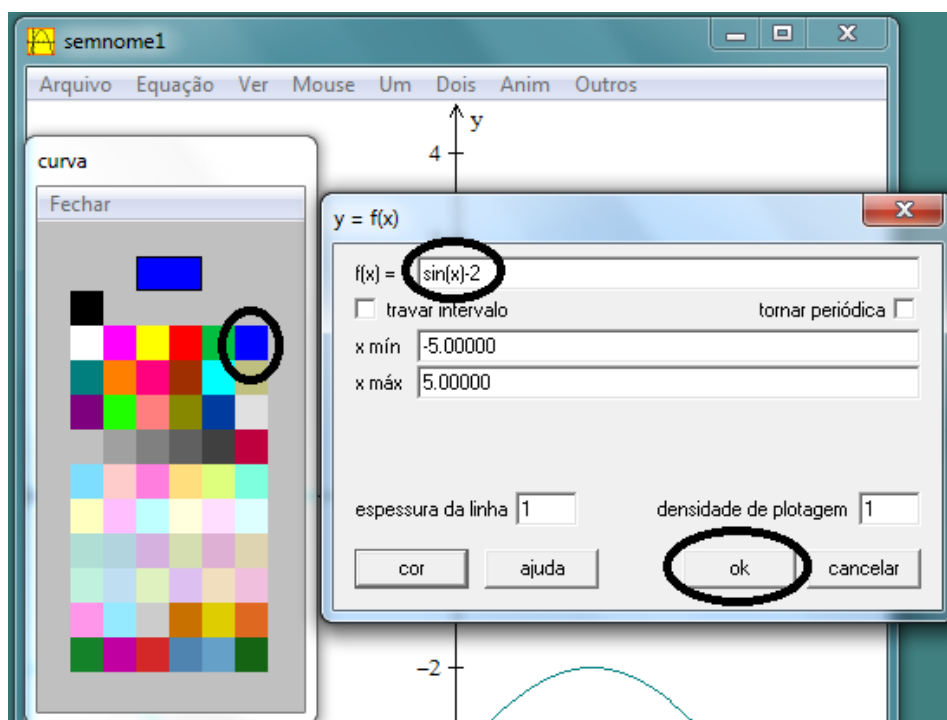 semnome1
Arquivo Equação Ver Mouse Um Dois Anim Outros
y
4
curva
Fechar
y = f(x)
f(x) = sin(x)-2
travar intervalo tornar periódica
x mín -5.00000
x máx 5.00000
espessura da linha 1 densidade de plotagem 1
cor ajuda ok cancelar
–2